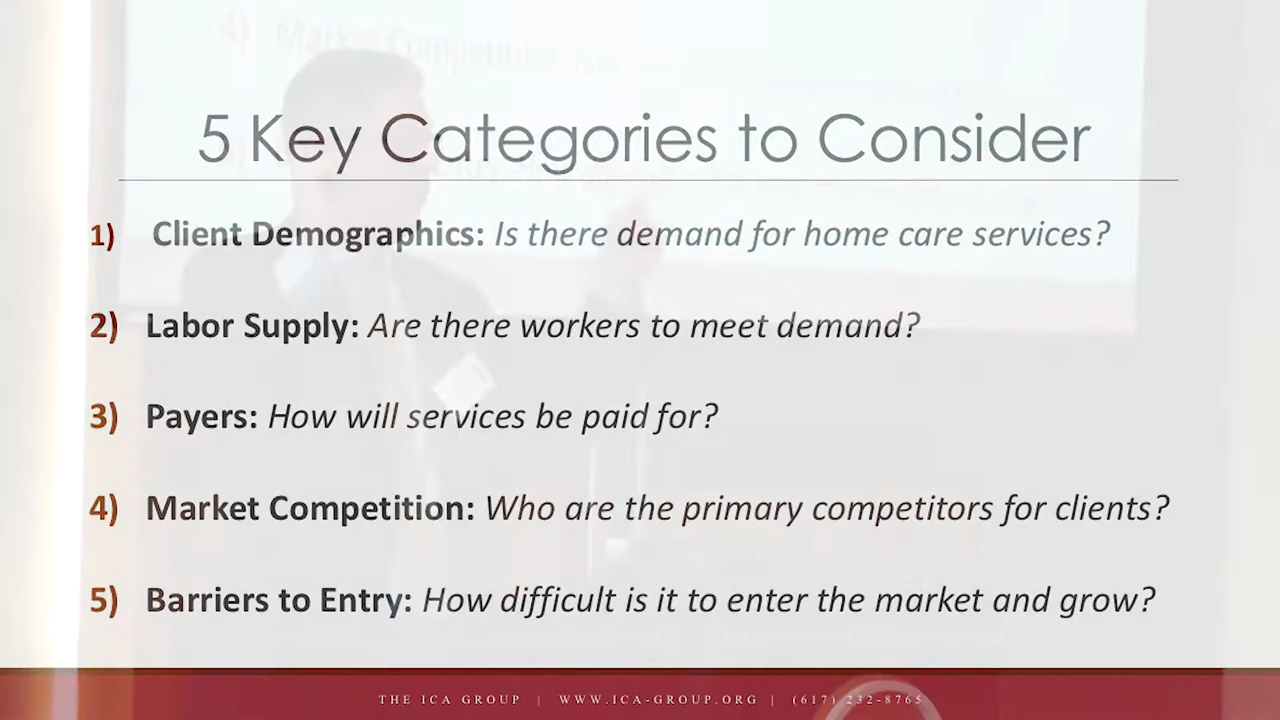 5 Key Categories to Consider
1) Client Demographics: Is there demand for home care services?
2) Labor Supply: Are there workers to meet demand?
3) Payers: How will services be paid for?
4) Market Competition: Who are the primary competitors for clients?
5) Barriers to Entry: How difficult is it to enter the market and grow?
THE ICA GROUP | WWW.ICA-GROUP.ORG | (617) 232-8765